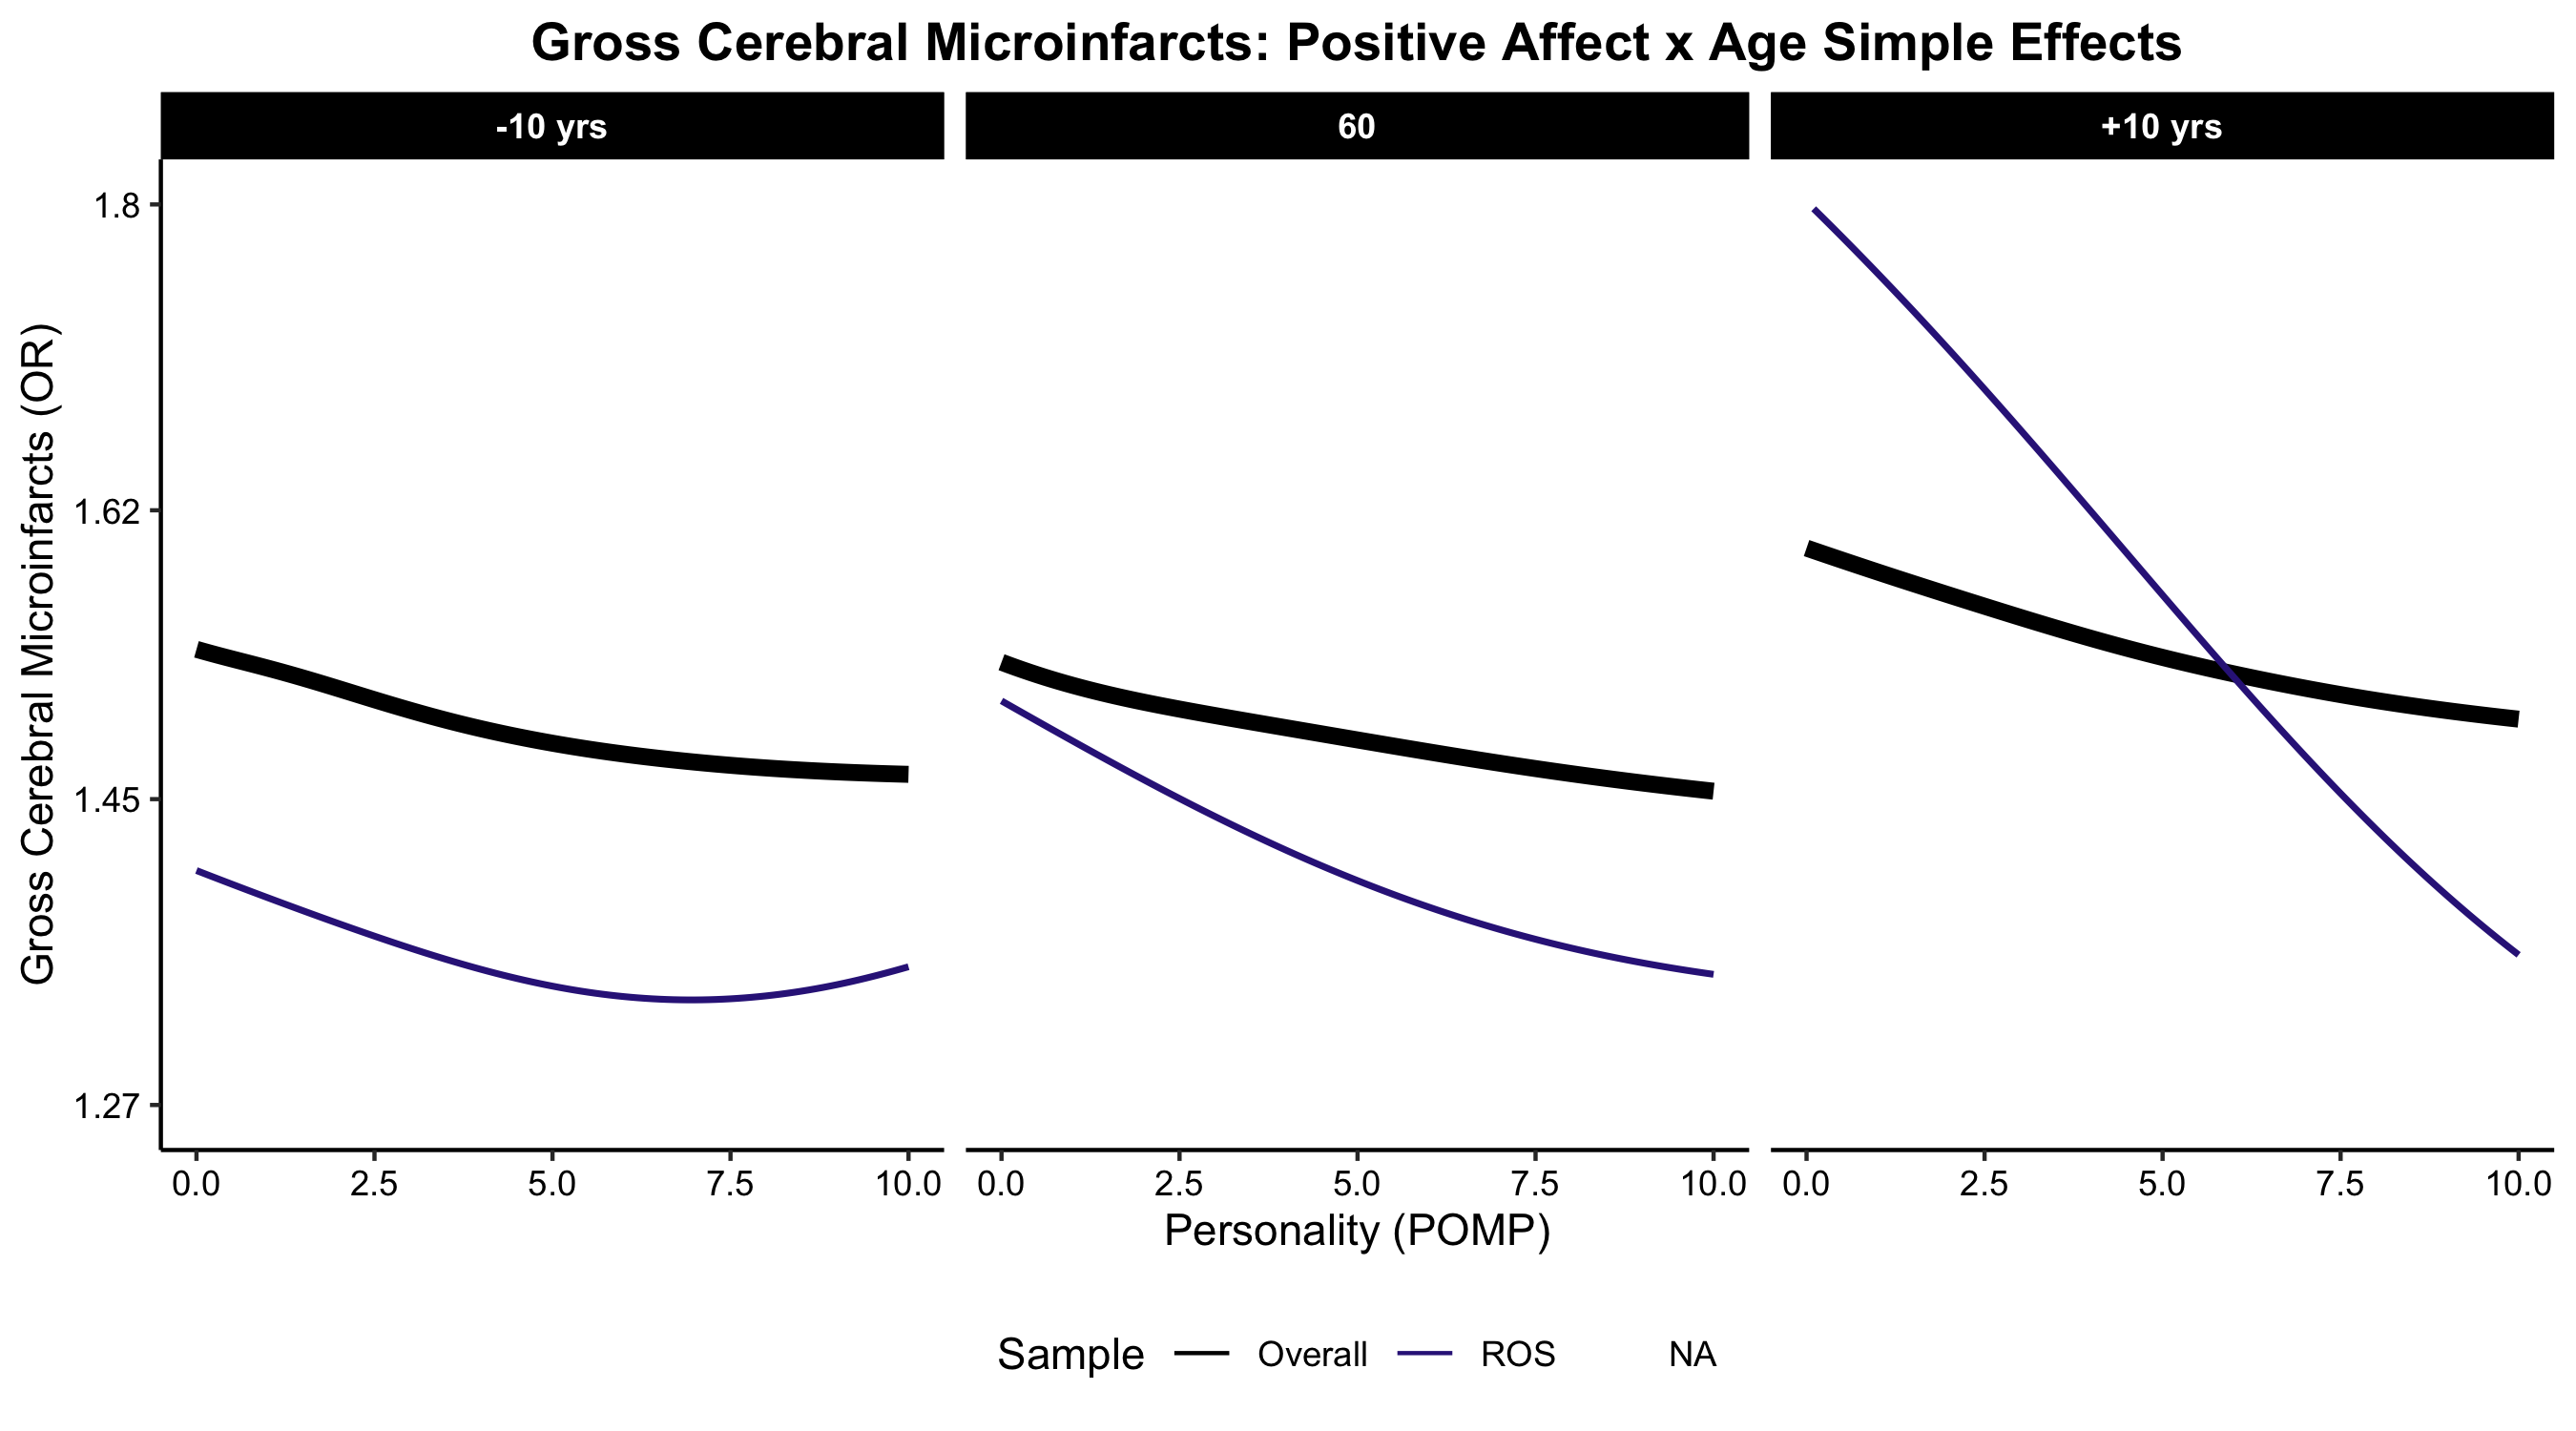 Gross Cerebral Microinfarcts: Positive Affect x Age Simple Effects
-10 yrs
60
+10 yrs
Gross Cerebral Microinfarcts (OR)
1.8
1.62
1.45
1.27
0.0 2.5 5.0 7.5 10.0
0.0 2.5 5.0 7.5 10.0
0.0 2.5 5.0 7.5 10.0
Personality (POMP)
Sample Overall ROS NA